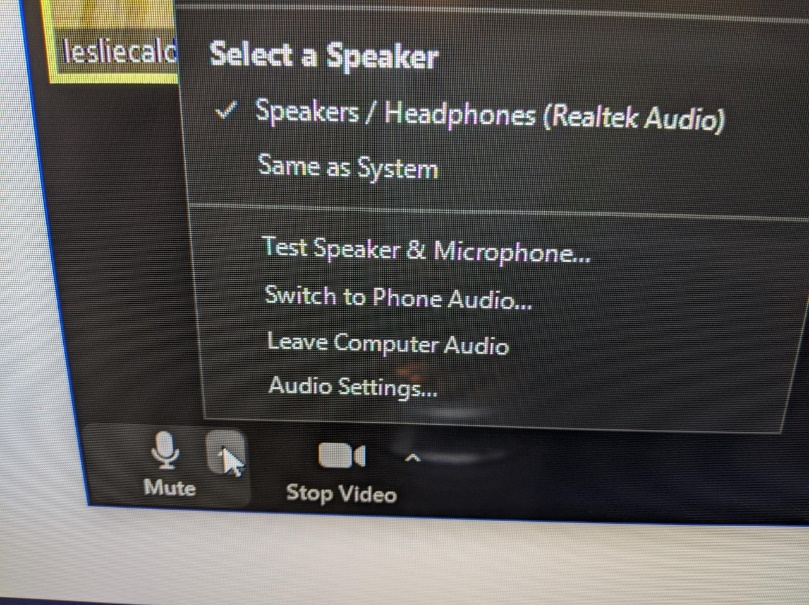 lesliecald
Select a Speaker
Speakers / Headphones (Realtek Audio)
Same as System
Test Speaker & Microphone...
Switch to Phone Audio...
Leave Computer Audio
Audio Settings...
Mute
Stop Video